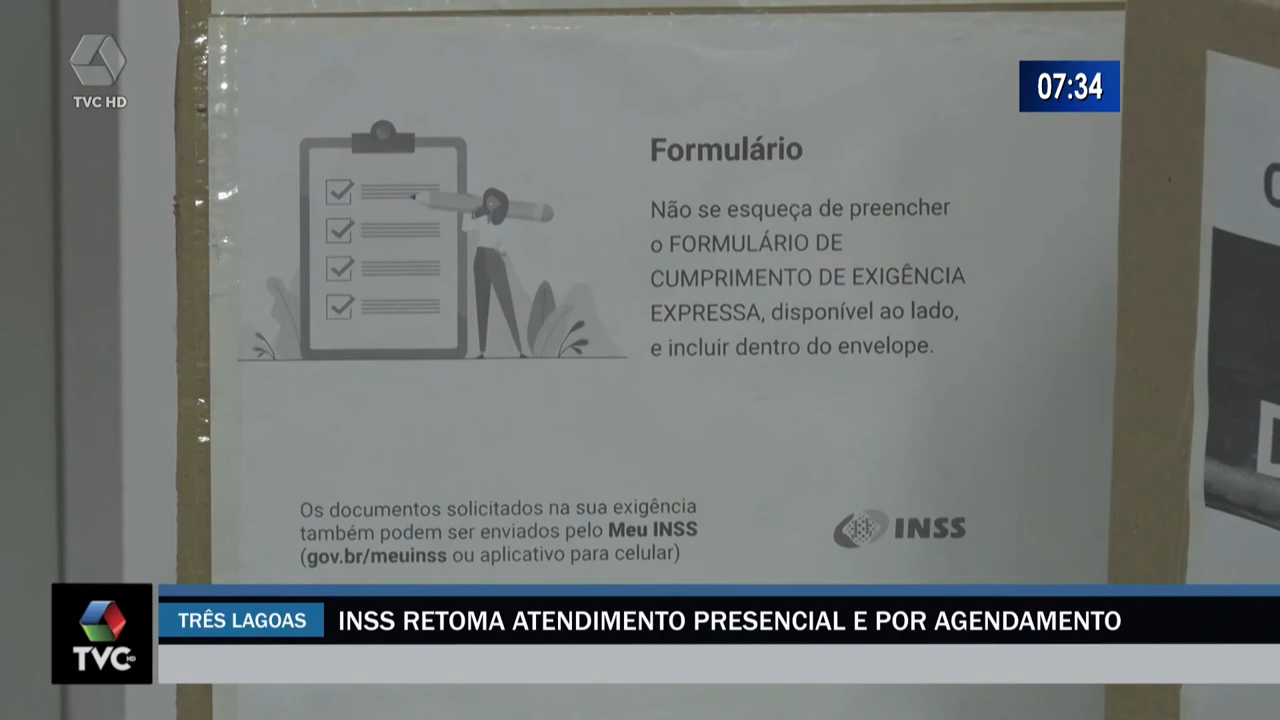 TVC HD
07:34
Formulário
Não se esqueça de preencher
o FORMULÁRIO DE
CUMPRIMENTO DE EXIGÊNCIA
EXPRESSA, disponível ao lado,
e incluir dentro do envelope.
Os documentos solicitados na sua exigência
também podem ser enviados pelo Meu INSS
(gov.br/meuinss ou aplicativo para celular)
INSS
TRÊS LAGOAS
INSS RETOMA ATENDIMENTO PRESENCIAL E POR AGENDAMENTO
TVC HD